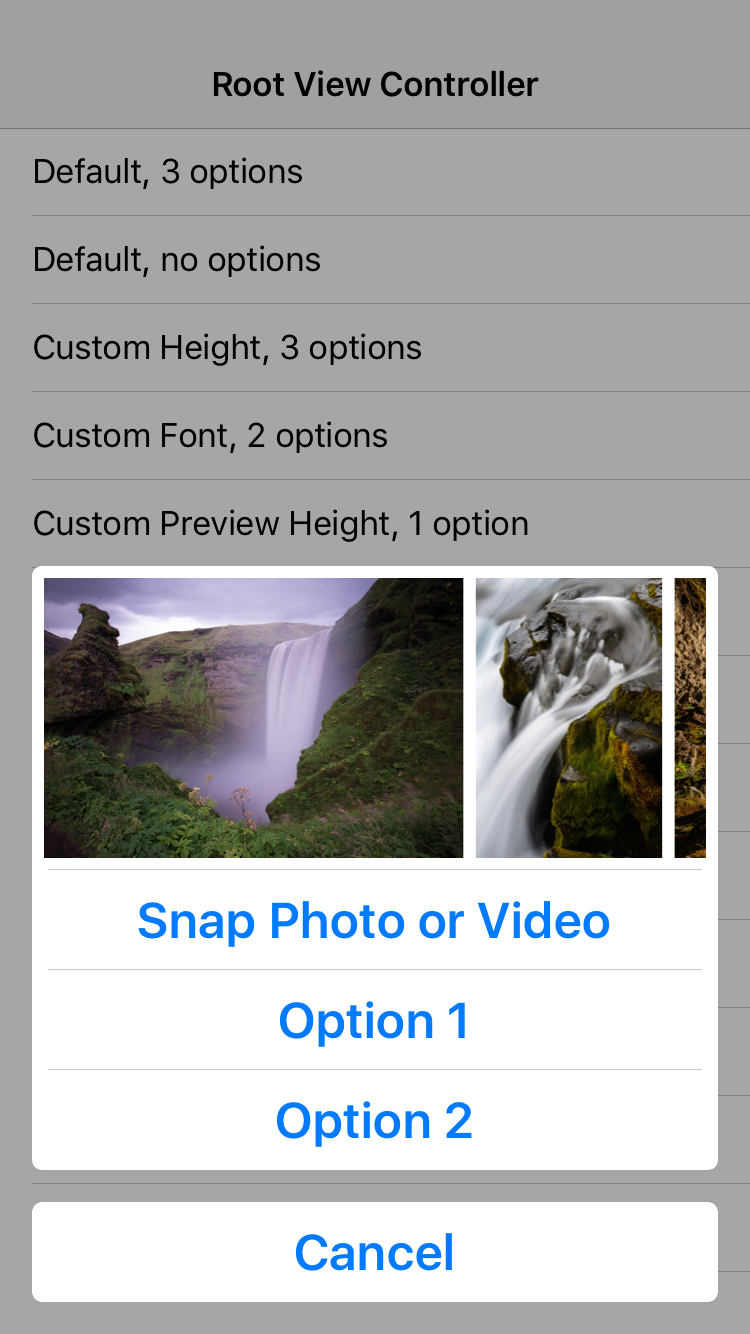 Root View Controller
Default, 3 options
Default, no options
Custom Height, 3 options
Custom Font, 2 options
Custom Preview Height, 1 option
Snap Photo or Video
Option 1
Option 2
Cancel